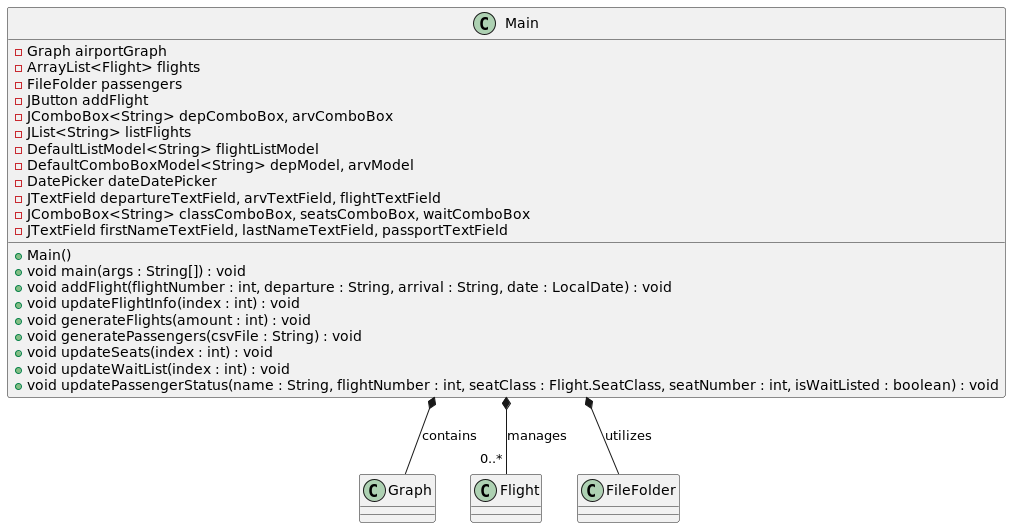 C Main
Graph airportGraph
ArrayList<Flight> flights
FileFolder passengers
JButton addFlight
JComboBox<String> depComboBox, arvComboBox
JList<String> listFlights
DefaultListModel<String> flightListModel
DefaultComboBoxModel<String> depModel, arvModel
DatePicker dateDatePicker
JTextField departureTextField, arvTextField, flightTextField
JComboBox<String> classComboBox, seatsComboBox, waitComboBox
JTextField firstNameTextField, lastNameTextField, passportTextField
Main()
void main(args : String[]) : void
void addFlight(flightNumber : int, departure : String, arrival : String, date : LocalDate) : void
void updateFlightInfo(index : int) : void
void generateFlights(amount : int) : void
void generatePassengers(csvFile : String) : void
void updateSeats(index : int) : void
void updateWaitList(index : int) : void
void updatePassengerStatus(name : String, flightNumber : int, seatClass : Flight.SeatClass, seatNumber : int, isWaitListed : boolean) : void
contains manages utilizes
0..*
C Graph C Flight C FileFolder